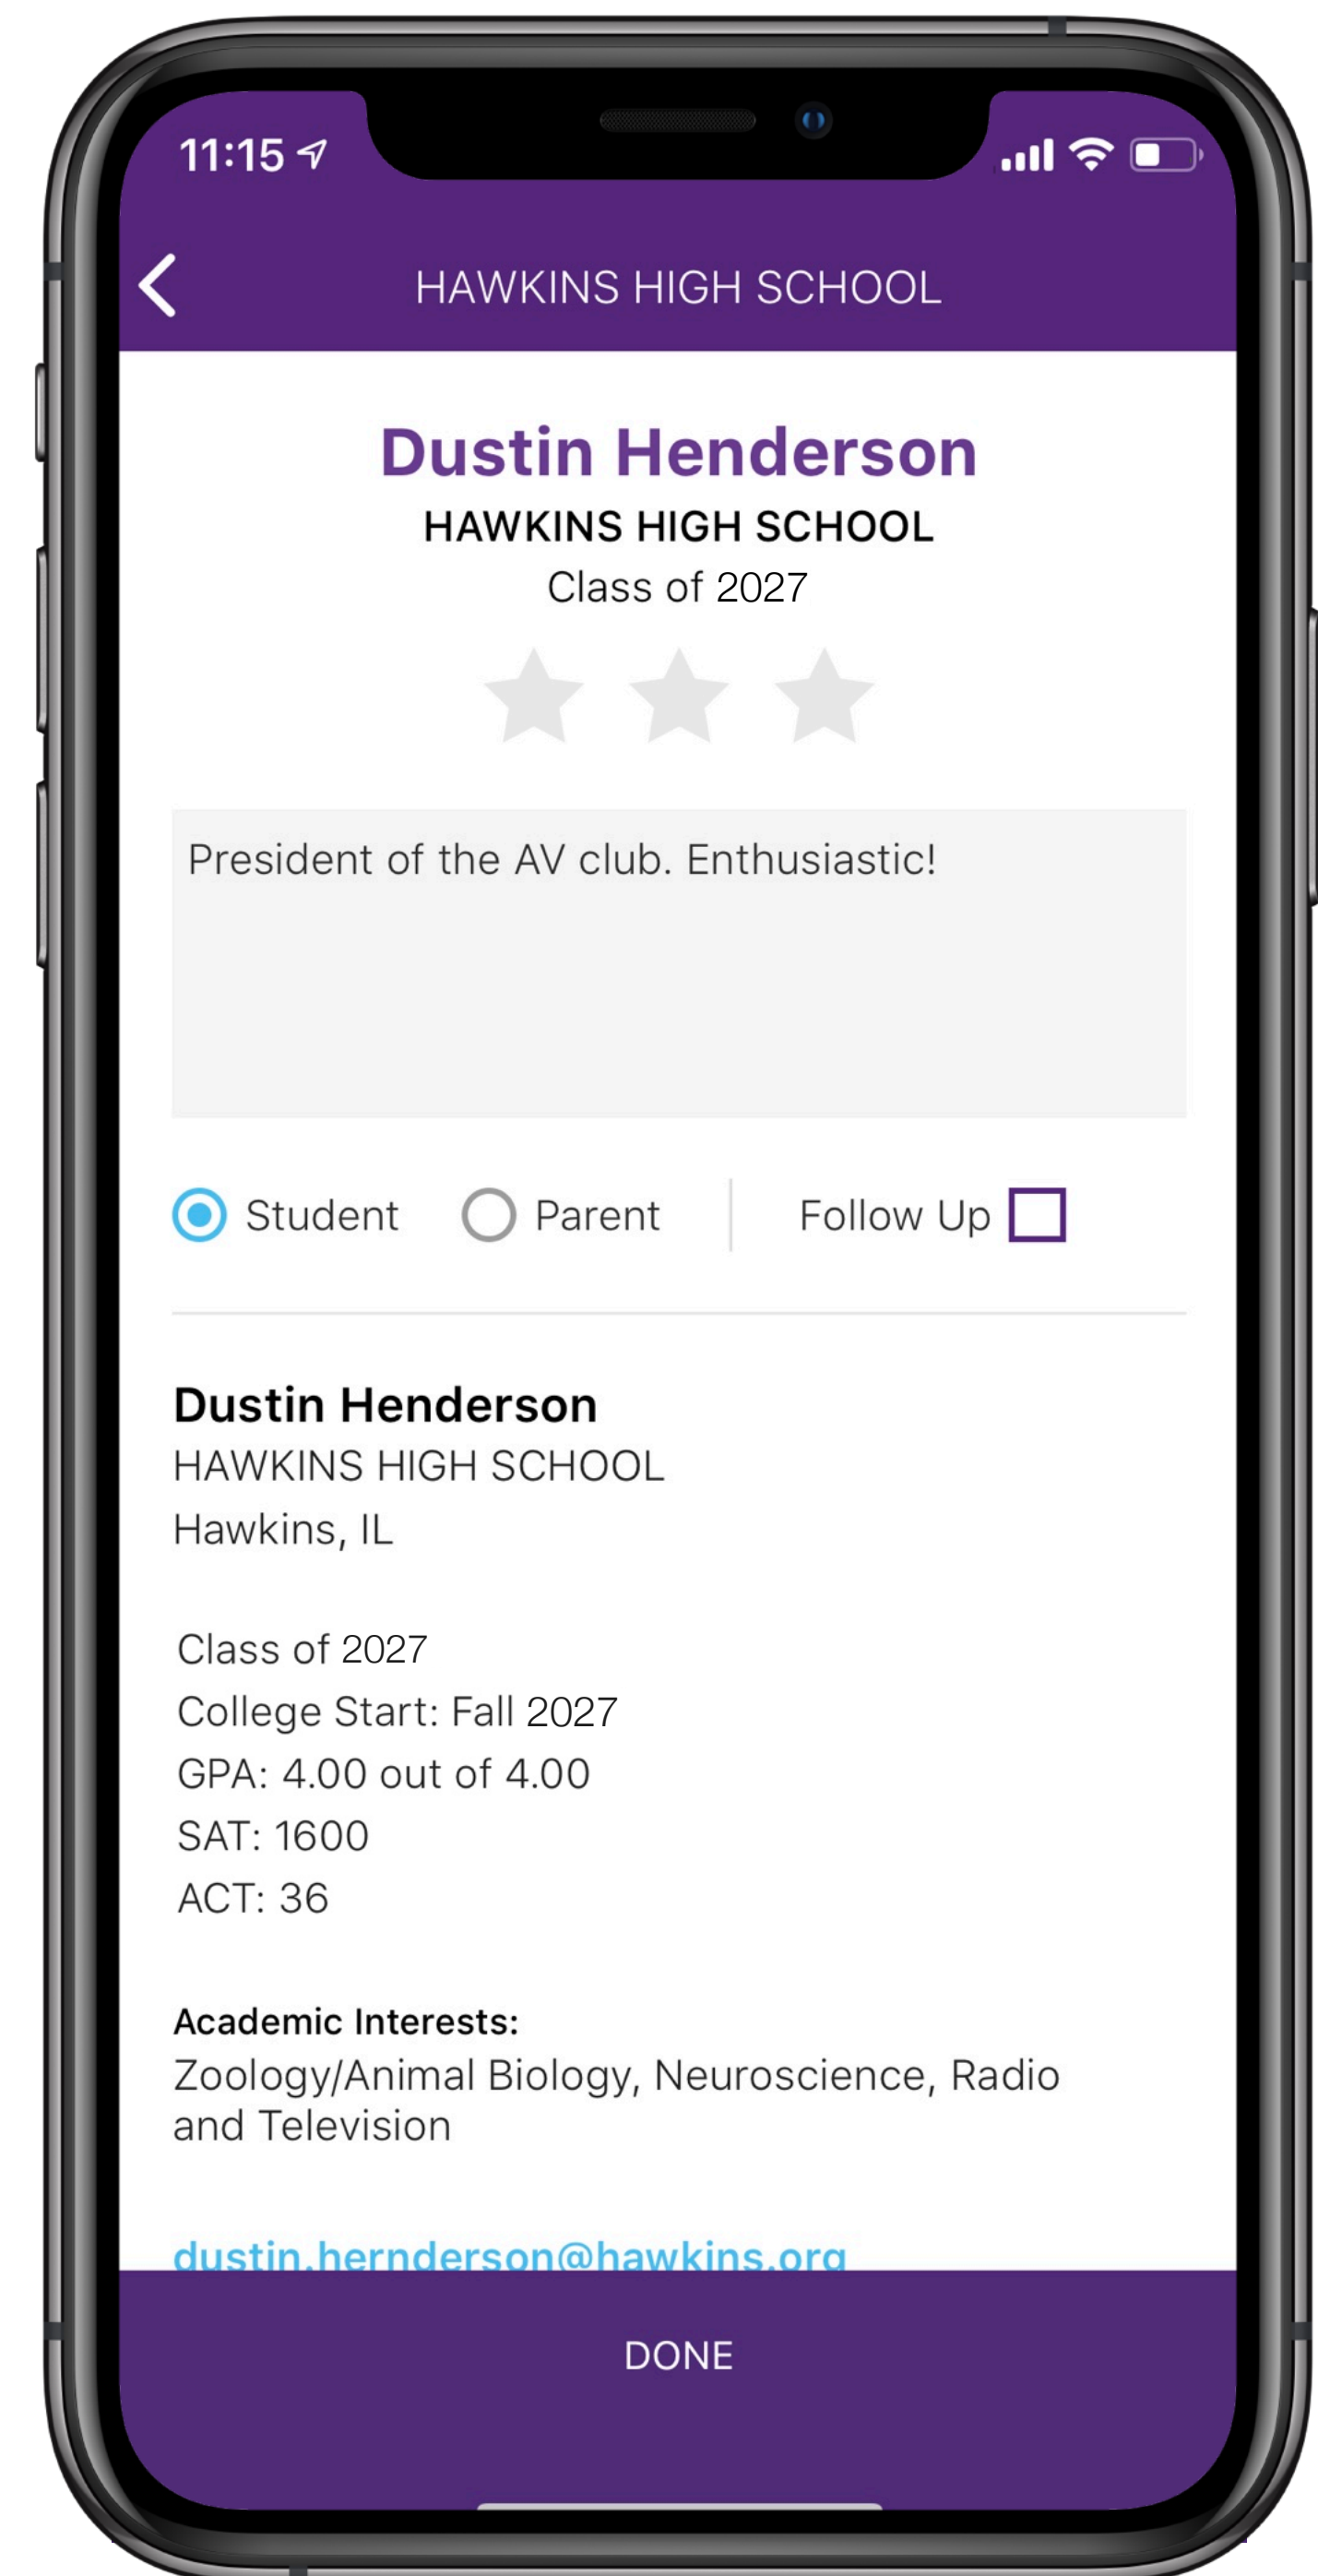 11:15
HAWKINS HIGH SCHOOL
Dustin Henderson
HAWKINS HIGH SCHOOL
Class of 2027
President of the AV club. Enthusiastic!
Student Parent Follow Up
Dustin Henderson
HAWKINS HIGH SCHOOL
Hawkins, IL
Class of 2027
College Start: Fall 2027
GPA: 4.00 out of 4.00
SAT: 1600
ACT: 36
Academic Interests:
Zoology/Animal Biology, Neuroscience, Radio
and Television
dustin.hernderson@hawkins.org
DONE